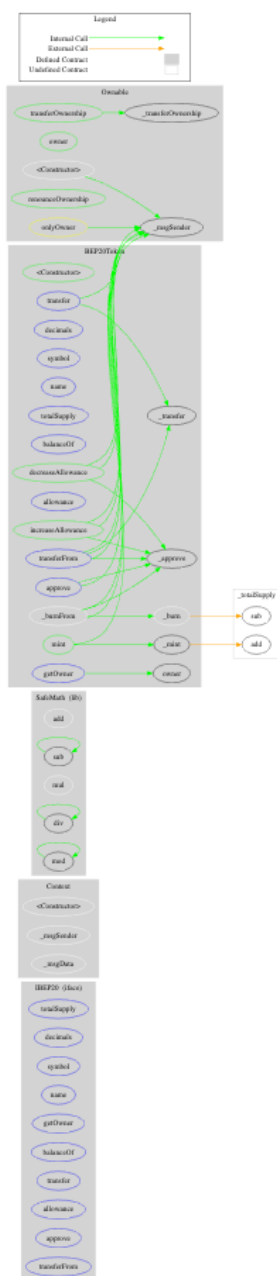 Legend
Internal Call
External Call
Defined Contract
Undefined Contract
Ownable
transferOwnership
_transferOwnership
owner
<Constructor>
renounceOwnership
onlyOwner
_msgSender
BEP20Token
<Constructor>
transfer
decimals
symbol
name
_transfer
totalSupply
balanceOf
decreaseAllowance
allowance
increaseAllowance
transferFrom
_approve
approve
_totalSupply
_burnFrom
_burn
sub
mint
_mint
add
getOwner
owner
SafeMath (lib)
add
sub
mul
div
mod
Context
<Constructor>
_msgSender
_msgData
IBEP20 (iface)
totalSupply
decimals
symbol
name
getOwner
balanceOf
transfer
allowance
approve
transferFrom